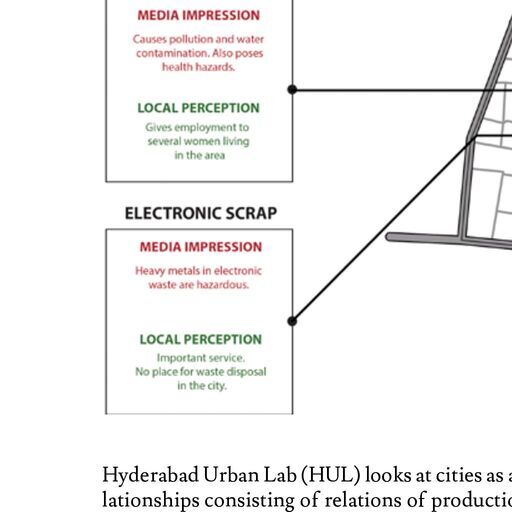 MEDIA IMPRESSION
Causes pollution and water
contamination. Also poses
health hazards.
LOCAL PERCEPTION
Gives employment to
several women living
in the area
ELECTRONIC SCRAP
MEDIA IMPRESSION
Heavy metals in electronic
waste are hazardous.
LOCAL PERCEPTION
Important service.
No place for waste disposal
in the city.
Hyderabad Urban Lab (HUL) looks at cities as a
lationships consisting of relations of productio